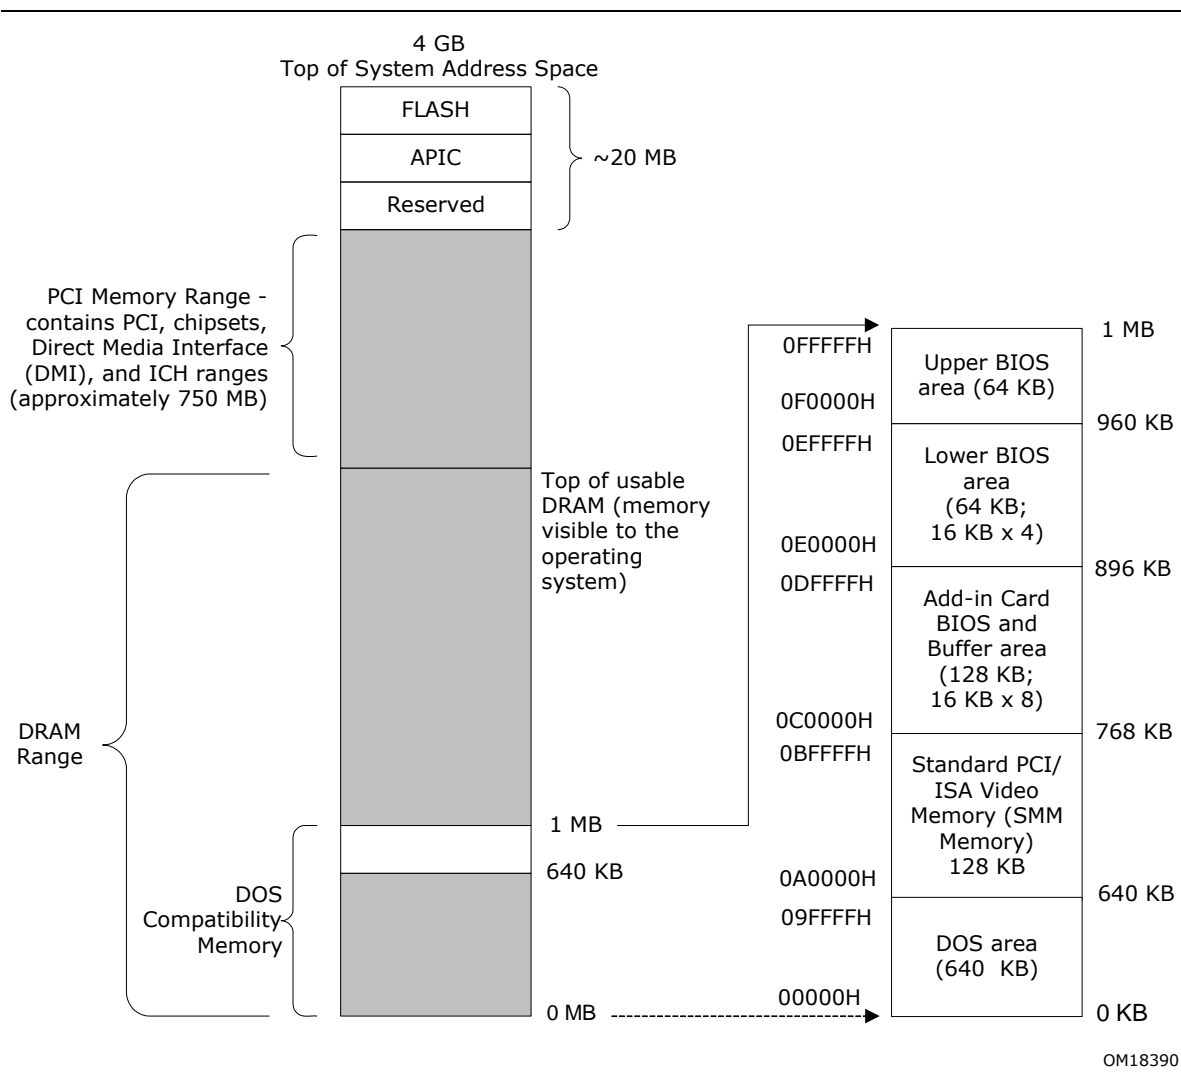 4 GB
Top of System Address Space
FLASH
APIC
Reserved
~20 MB
PCI Memory Range -
contains PCI, chipsets,
Direct Media Interface
(DMI), and ICH ranges
(approximately 750 MB)
Top of usable
DRAM (memory
visible to the
operating
system)
DRAM
Range
DOS
Compatibility
Memory
1 MB
640 KB
0 MB
0FFFFFH
0F0000H
0EFFFFH
0E0000H
0DFFFFH
0C0000H
0BFFFFH
0A0000H
09FFFFH
00000H
Upper BIOS
area (64 KB)
Lower BIOS
area
(64 KB;
16 KB x 4)
Add-in Card
BIOS and
Buffer area
(128 KB;
16 KB x 8)
Standard PCI/
ISA Video
Memory (SMM
Memory)
128 KB
DOS area
(640 KB)
1 MB
960 KB
896 KB
768 KB
640 KB
0 KB
OM18390